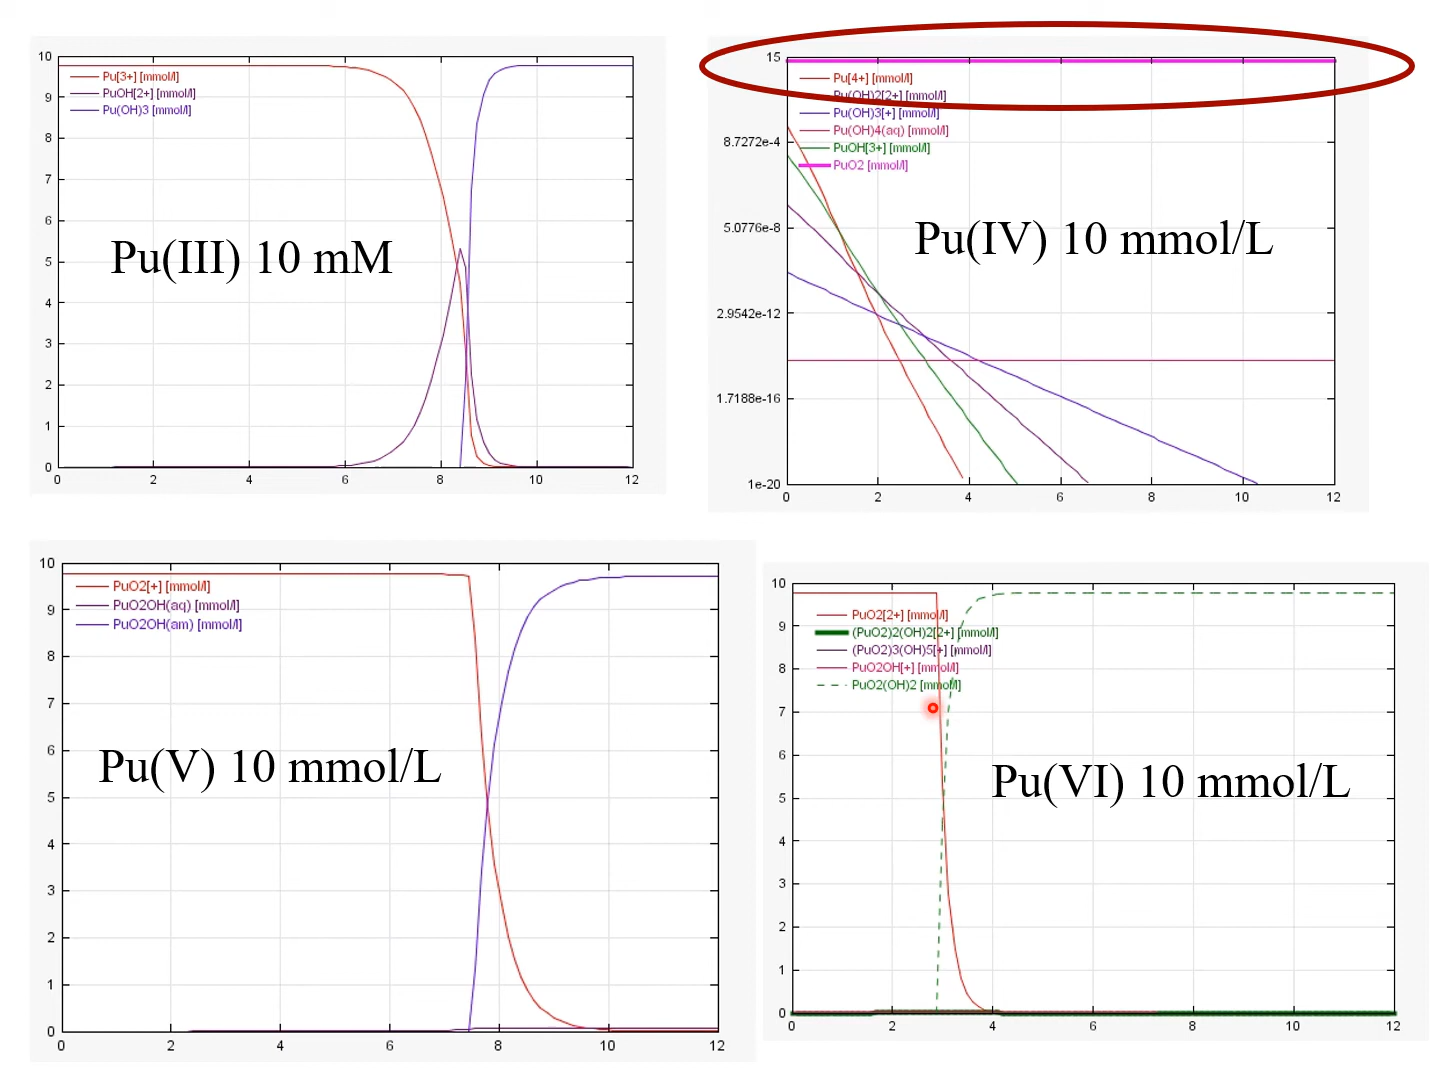 10
9
8
7
6
5
4
3
2
1
0
Pu[3+] [mmol/l]
PuOH[2+] [mmol/l]
Pu(OH)3 [mmol/l]
Pu(III) 10 mM
0 2 4 6 8 10 12
15
8.7272e-4
5.0776e-8
2.9542e-12
1.7188e-16
1e-20
Pu[4+] [mmol/l]
Pu(OH)2[2+] [mmol/l]
Pu(OH)3[+] [mmol/l]
Pu(OH)4(aq) [mmol/l]
PuOH[3+] [mmol/l]
PuO2 [mmol/l]
Pu(IV) 10 mmol/L
0 2 4 6 8 10 12
10
9
8
7
6
5
4
3
2
1
0
PuO2[+] [mmol/l]
PuO2OH(aq) [mmol/l]
PuO2OH(am) [mmol/l]
Pu(V) 10 mmol/L
0 2 4 6 8 10 12
10
9
8
7
6
5
4
3
2
1
0
PuO2[2+] [mmol/l]
(PuO2)2(OH)2[2+] [mmol/l]
(PuO2)3(OH)5[+] [mmol/l]
PuO2OH[+] [mmol/l]
PuO2(OH)2 [mmol/l]
Pu(VI) 10 mmol/L
0 2 4 6 8 10 12